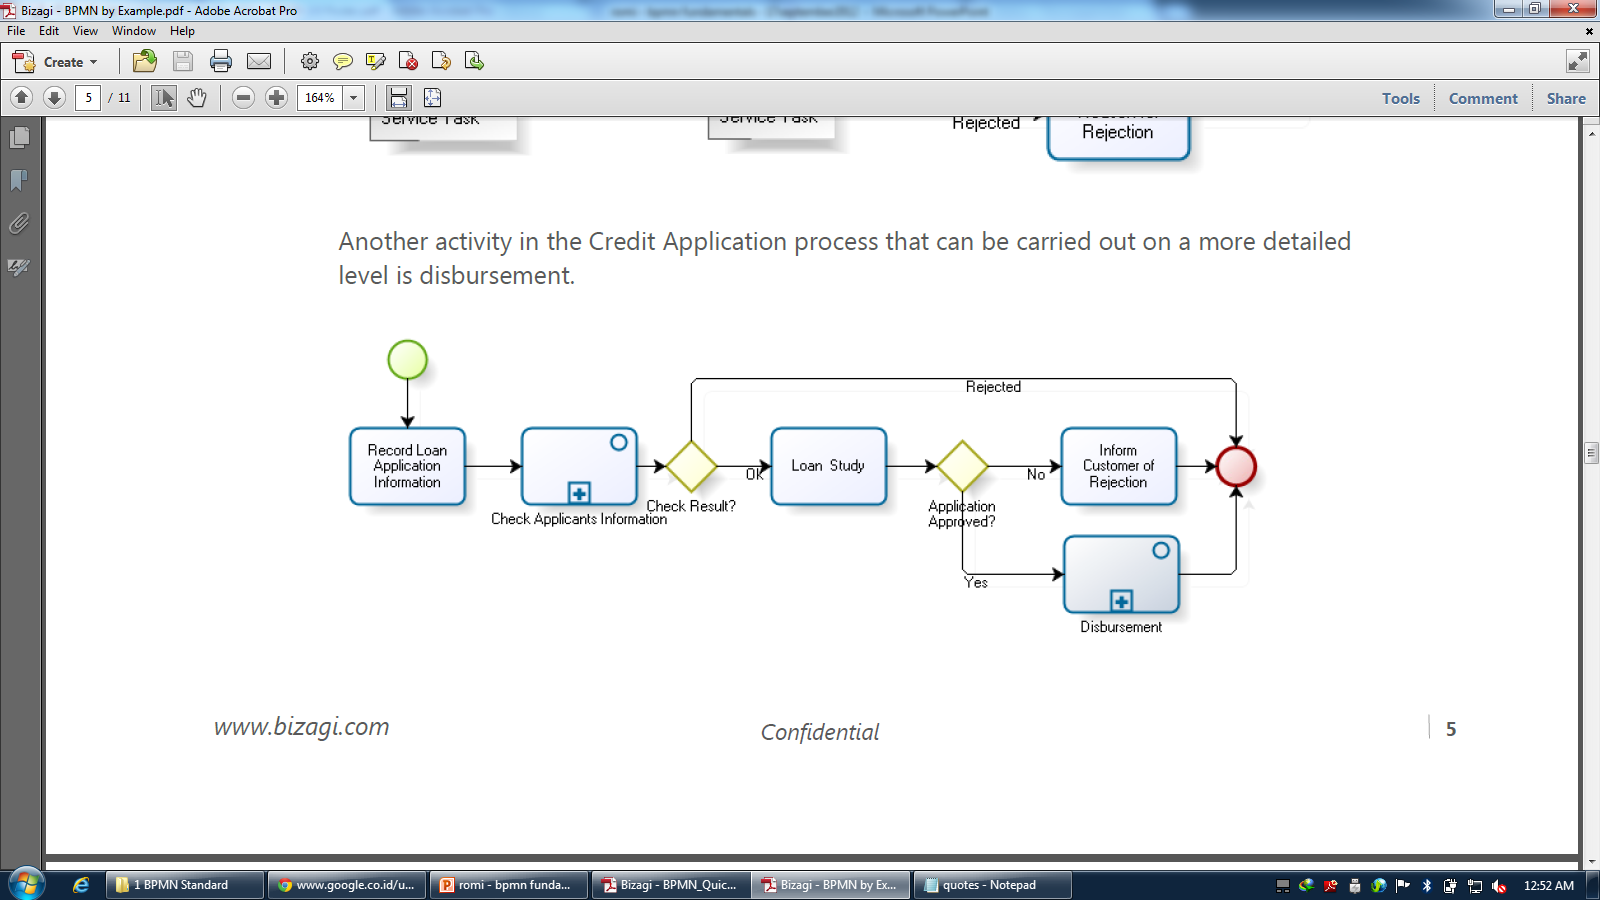 Bizagi - BPMN by Example.pdf - Adobe Acrobat Pro
File Edit View Window Help
Create
5 / 11
164%
Tools Comment Share
Service Task
Service Task
Rejected
Rejection
Another activity in the Credit Application process that can be carried out on a more detailed
level is disbursement.
Rejected
Record Loan
Application
Information
Check Applicants Information
Check Result?
OK
Loan Study
Application
Approved?
No
Inform
Customer of
Rejection
Yes
Disbursement
www.bizagi.com
Confidential
5
1 BPMN Standard
www.google.co.id/u...
romi - bpmn funda...
Bizagi - BPMN_Quic...
Bizagi - BPMN by Ex...
quotes - Notepad
12:52 AM